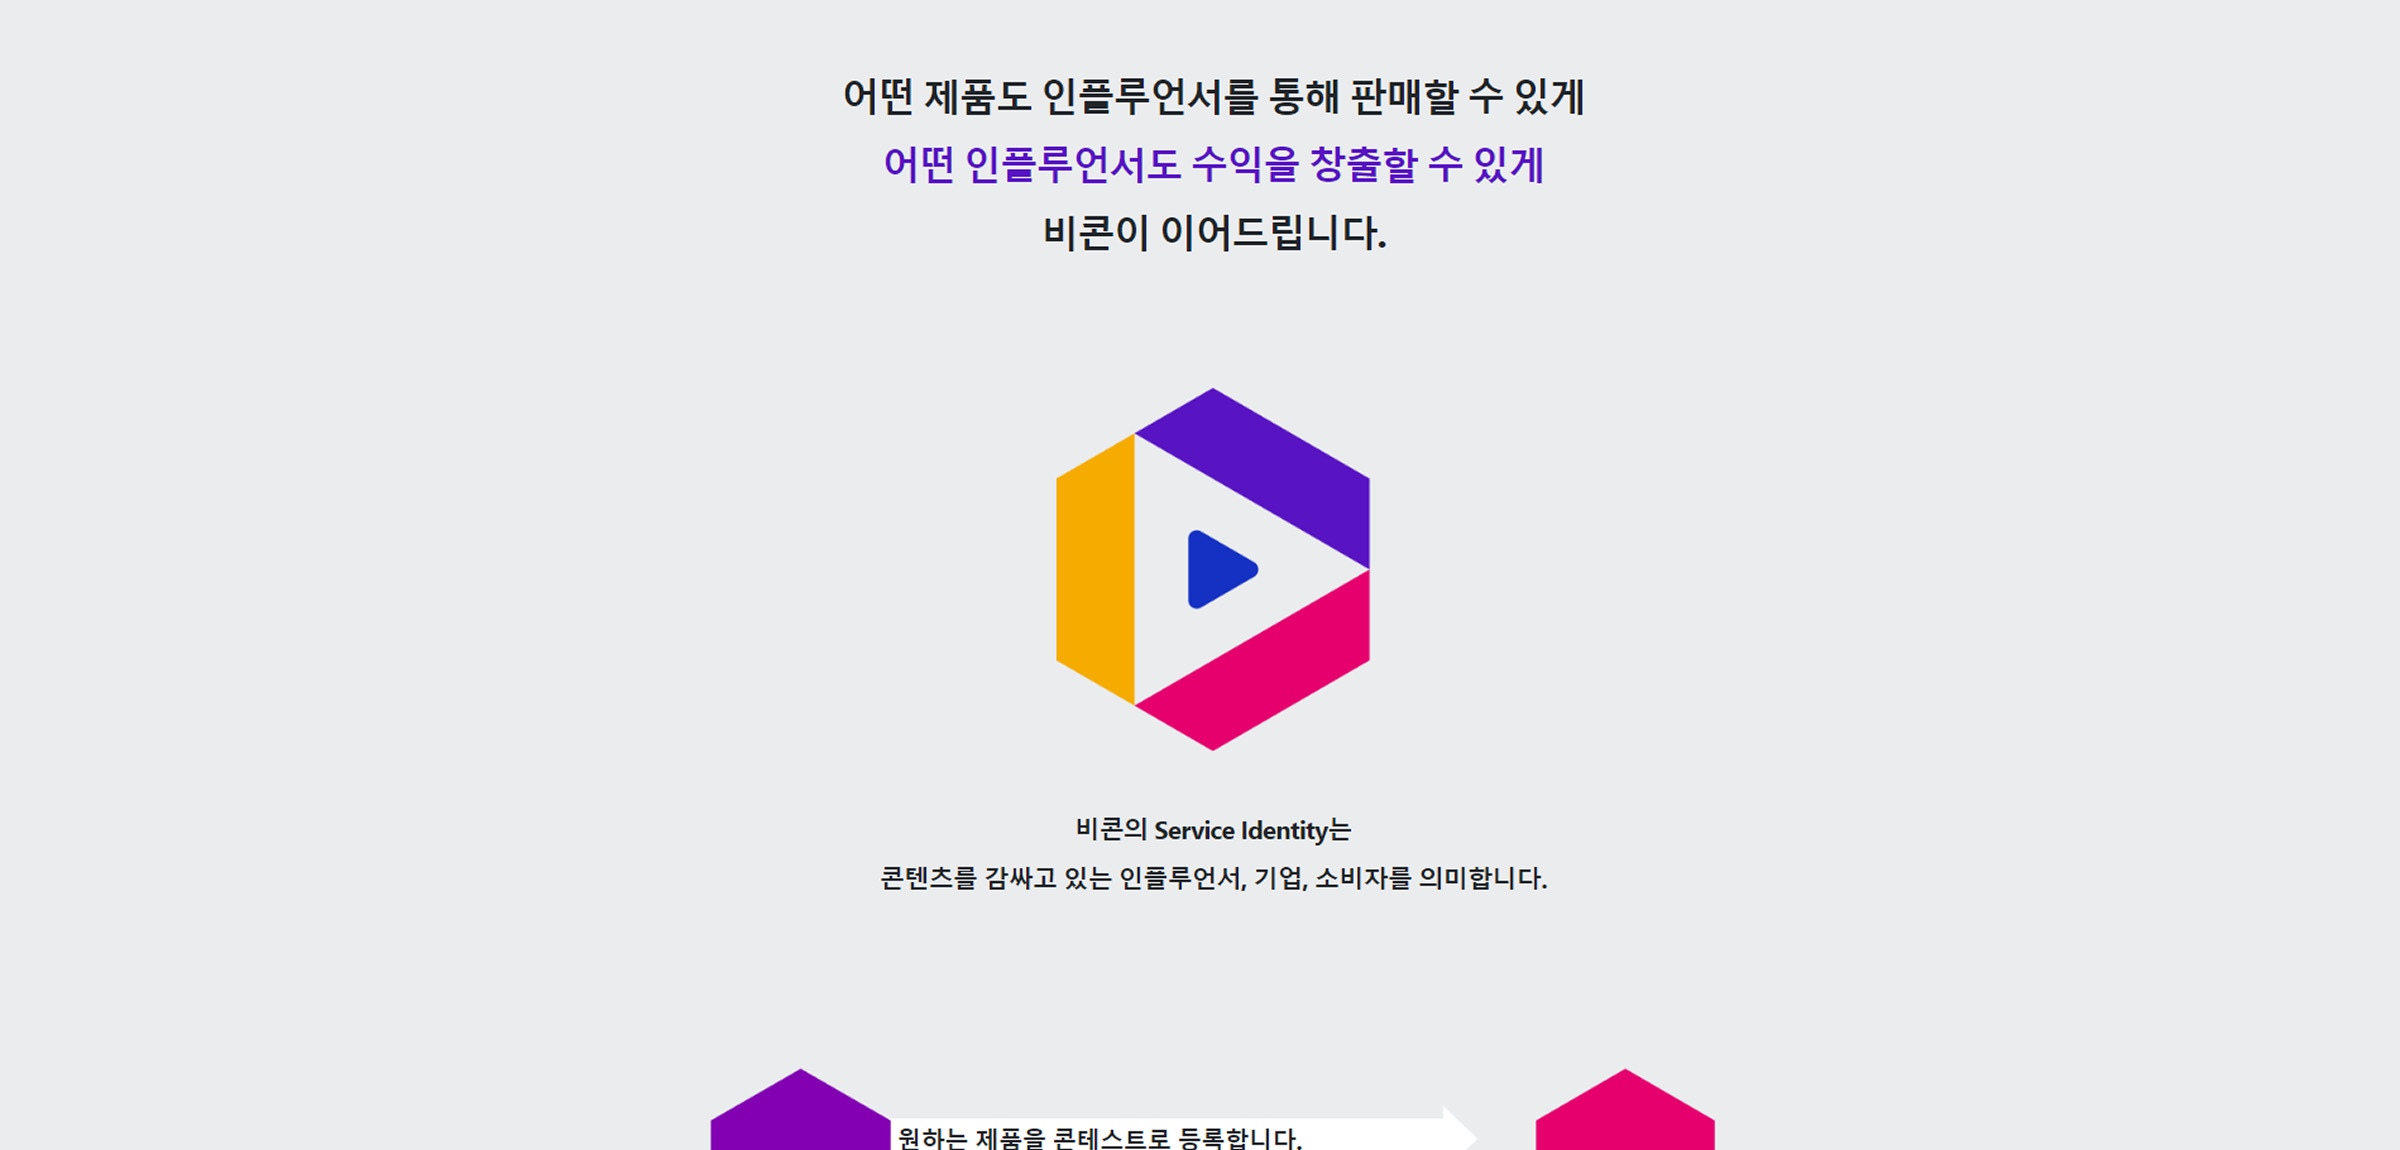 어떤 제품도 인플루언서를 통해 판매할 수 있게
어떤 인플루언서도 수익을 창출할 수 있게
비콘이 이어드립니다.
비콘의 Service Identity는
콘텐츠를 감싸고 있는 인플루언서, 기업, 소비자를 의미합니다.
원하는 제품을 콘테스트로 등록합니다.